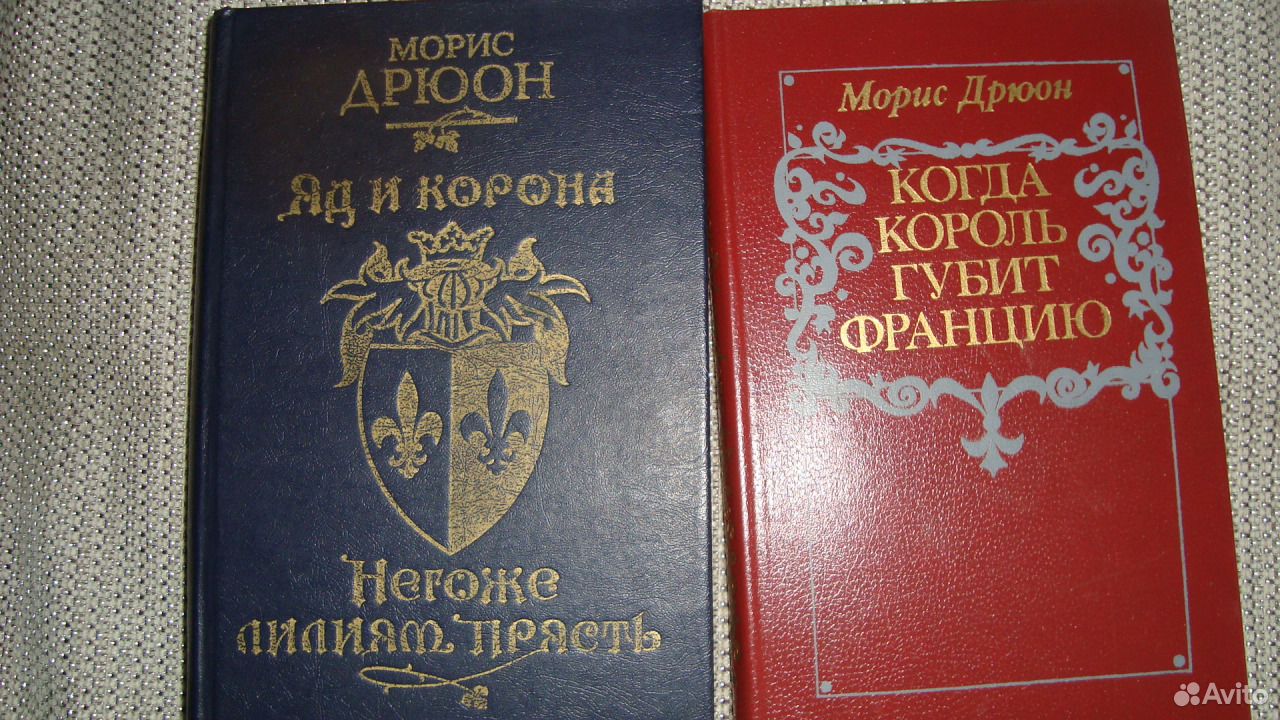 МОРИС
ДРЮОН
Яд и корона
Негоже
лилиям прясть
Морис Дрюон
КОГДА
КОРОЛЬ
ГУБИТ
ФРАНЦИЮ
Avito